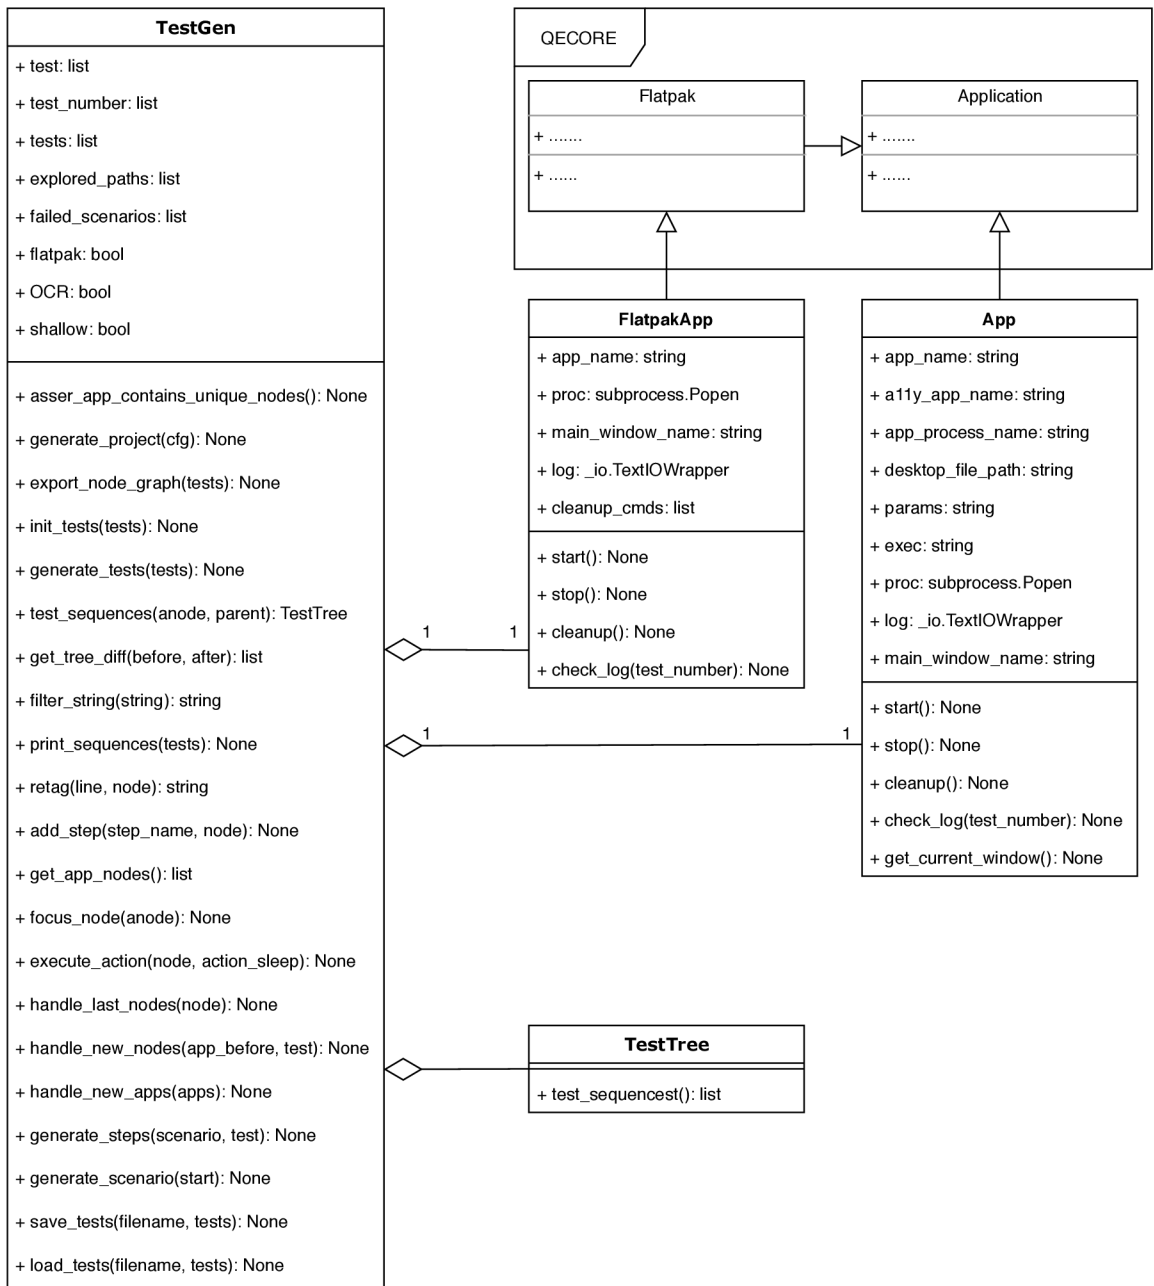 TestGen
+ test: list
+ test_number: list
+ tests: list
+ explored_paths: list
+ failed_scenarios: list
+ flatpak: bool
+ OCR: bool
+ shallow: bool
+ asser_app_contains_unique_nodes(): None
+ generate_project(cfg): None
+ export_node_graph(tests): None
+ init_tests(tests): None
+ generate_tests(tests): None
+ test_sequences(anode, parent): TestTree
+ get_tree_diff(before, after): list
+ filter_string(string): string
+ print_sequences(tests): None
+ retag(line, node): string
+ add_step(step_name, node): None
+ get_app_nodes(): list
+ focus_node(anode): None
+ execute_action(node, action_sleep): None
+ handle_last_nodes(node): None
+ handle_new_nodes(app_before, test): None
+ handle_new_apps(apps): None
+ generate_steps(scenario, test): None
+ generate_scenario(start): None
+ save_tests(filename, tests): None
+ load_tests(filename, tests): None
QECORE
Flatpak
+ .......
+ ......
Application
+ .......
+ ......
FlatpakApp
+ app_name: string
+ proc: subprocess.Popen
+ main_window_name: string
+ log: _io.TextIOWrapper
+ cleanup_cmds: list
+ start(): None
+ stop(): None
+ cleanup(): None
+ check_log(test_number): None
App
+ app_name: string
+ a11y_app_name: string
+ app_process_name: string
+ desktop_file_path: string
+ params: string
+ exec: string
+ proc: subprocess.Popen
+ log: _io.TextIOWrapper
+ main_window_name: string
+ start(): None
+ stop(): None
+ cleanup(): None
+ check_log(test_number): None
+ get_current_window(): None
1 1
1 1
TestTree
+ test_sequencest(): list